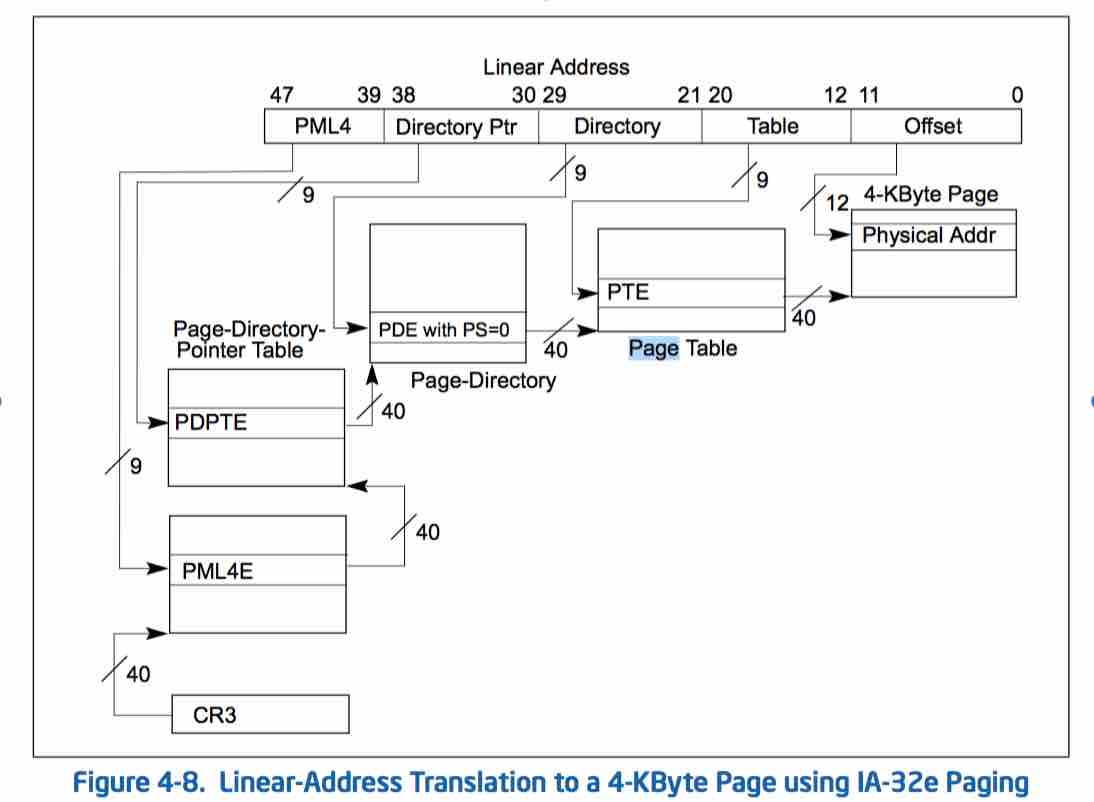 Linear Address
47 39 38 30 29 21 20 12 11 0
PML4 Directory Ptr Directory Table Offset
9 9 9 12 4-KByte Page
Physical Addr
PTE
40
PDE with PS=0
40
Page Table
Page-Directory-
Pointer Table
Page-Directory
40
PDPTE
9
40
PML4E
40
CR3
Figure 4-8. Linear-Address Translation to a 4-KByte Page using IA-32e Paging